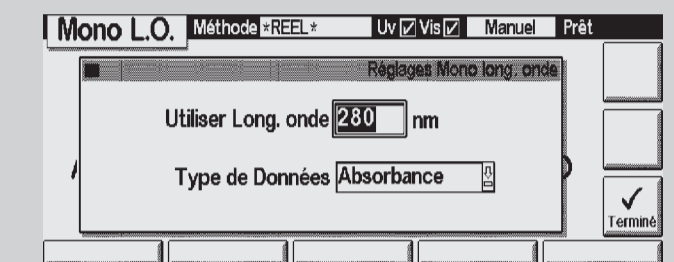 Mono L.O. Méthode *REEL* Uv Vis Manuel Prêt
Réglages Mono long. onde
Utiliser Long. onde 280 nm
Type de Données Absorbance
Terminé